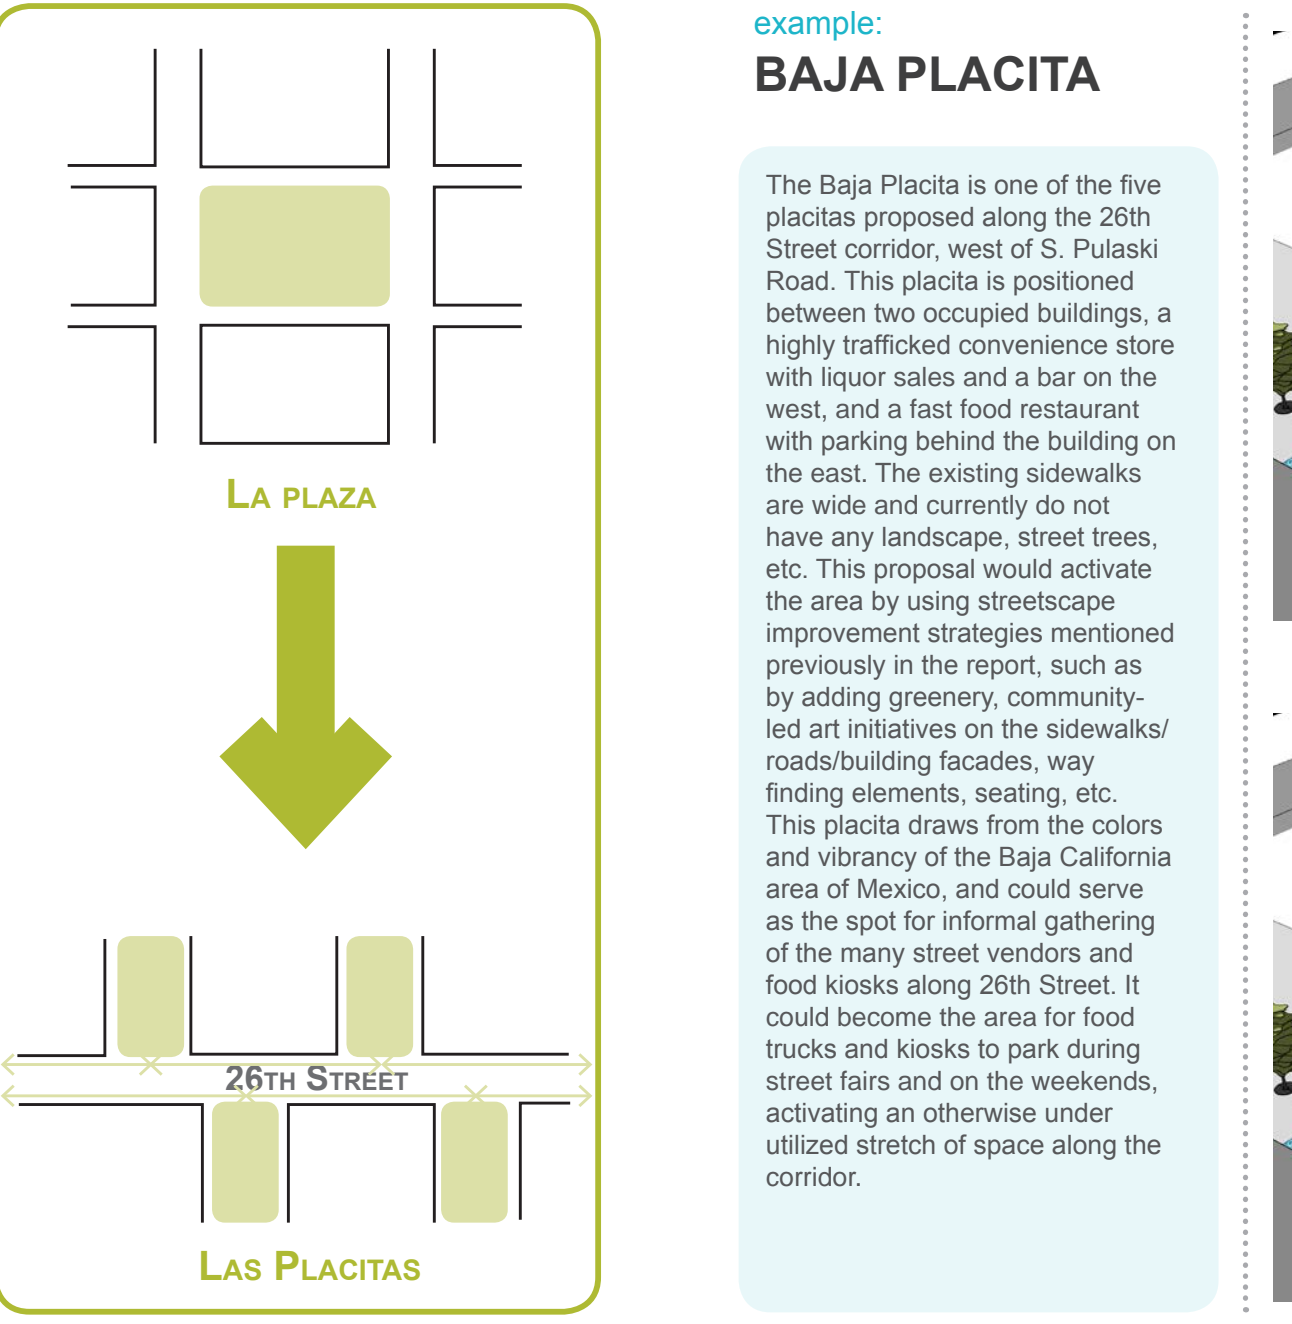 LA PLAZA
26TH STREET
LAS PLACITAS
example:
BAJA PLACITA
The Baja Placita is one of the five
placitas proposed along the 26th
Street corridor, west of S. Pulaski
Road. This placita is positioned
between two occupied buildings, a
highly trafficked convenience store
with liquor sales and a bar on the
west, and a fast food restaurant
with parking behind the building on
the east. The existing sidewalks
are wide and currently do not
have any landscape, street trees,
etc. This proposal would activate
the area by using streetscape
improvement strategies mentioned
previously in the report, such as
by adding greenery, community-
led art initiatives on the sidewalks/
roads/building facades, way
finding elements, seating, etc.
This placita draws from the colors
and vibrancy of the Baja California
area of Mexico, and could serve
as the spot for informal gathering
of the many street vendors and
food kiosks along 26th Street. It
could become the area for food
trucks and kiosks to park during
street fairs and on the weekends,
activating an otherwise under
utilized stretch of space along the
corridor.